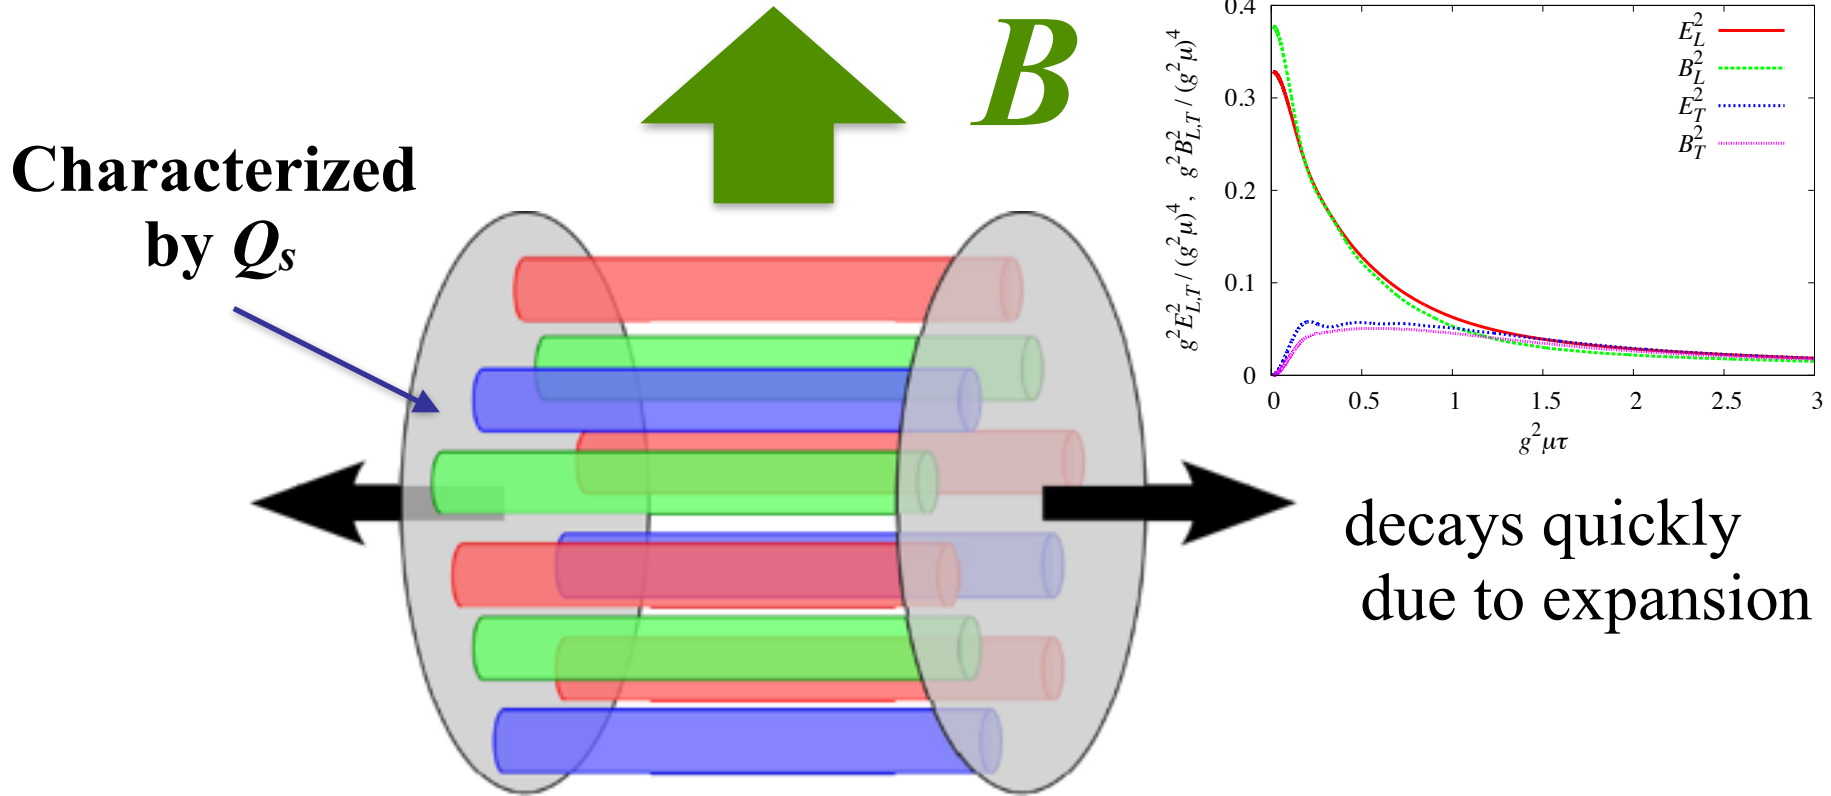 B
Characterized
by Qs
0.4
0.3
0.2
0.1
0
g²E²L,T / (g²μ)⁴ , g²B²L,T / (g²μ)⁴
E²L
B²L
E²T
B²T
0 0.5 1 1.5 2 2.5 3
g²μτ
decays quickly
due to expansion